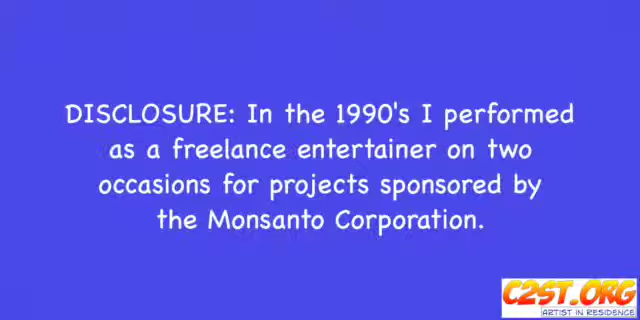 DISCLOSURE: In the 1990's I performed
as a freelance entertainer on two
occasions for projects sponsored by
the Monsanto Corporation.
C2ST.ORG
ARTIST IN RESIDENCE